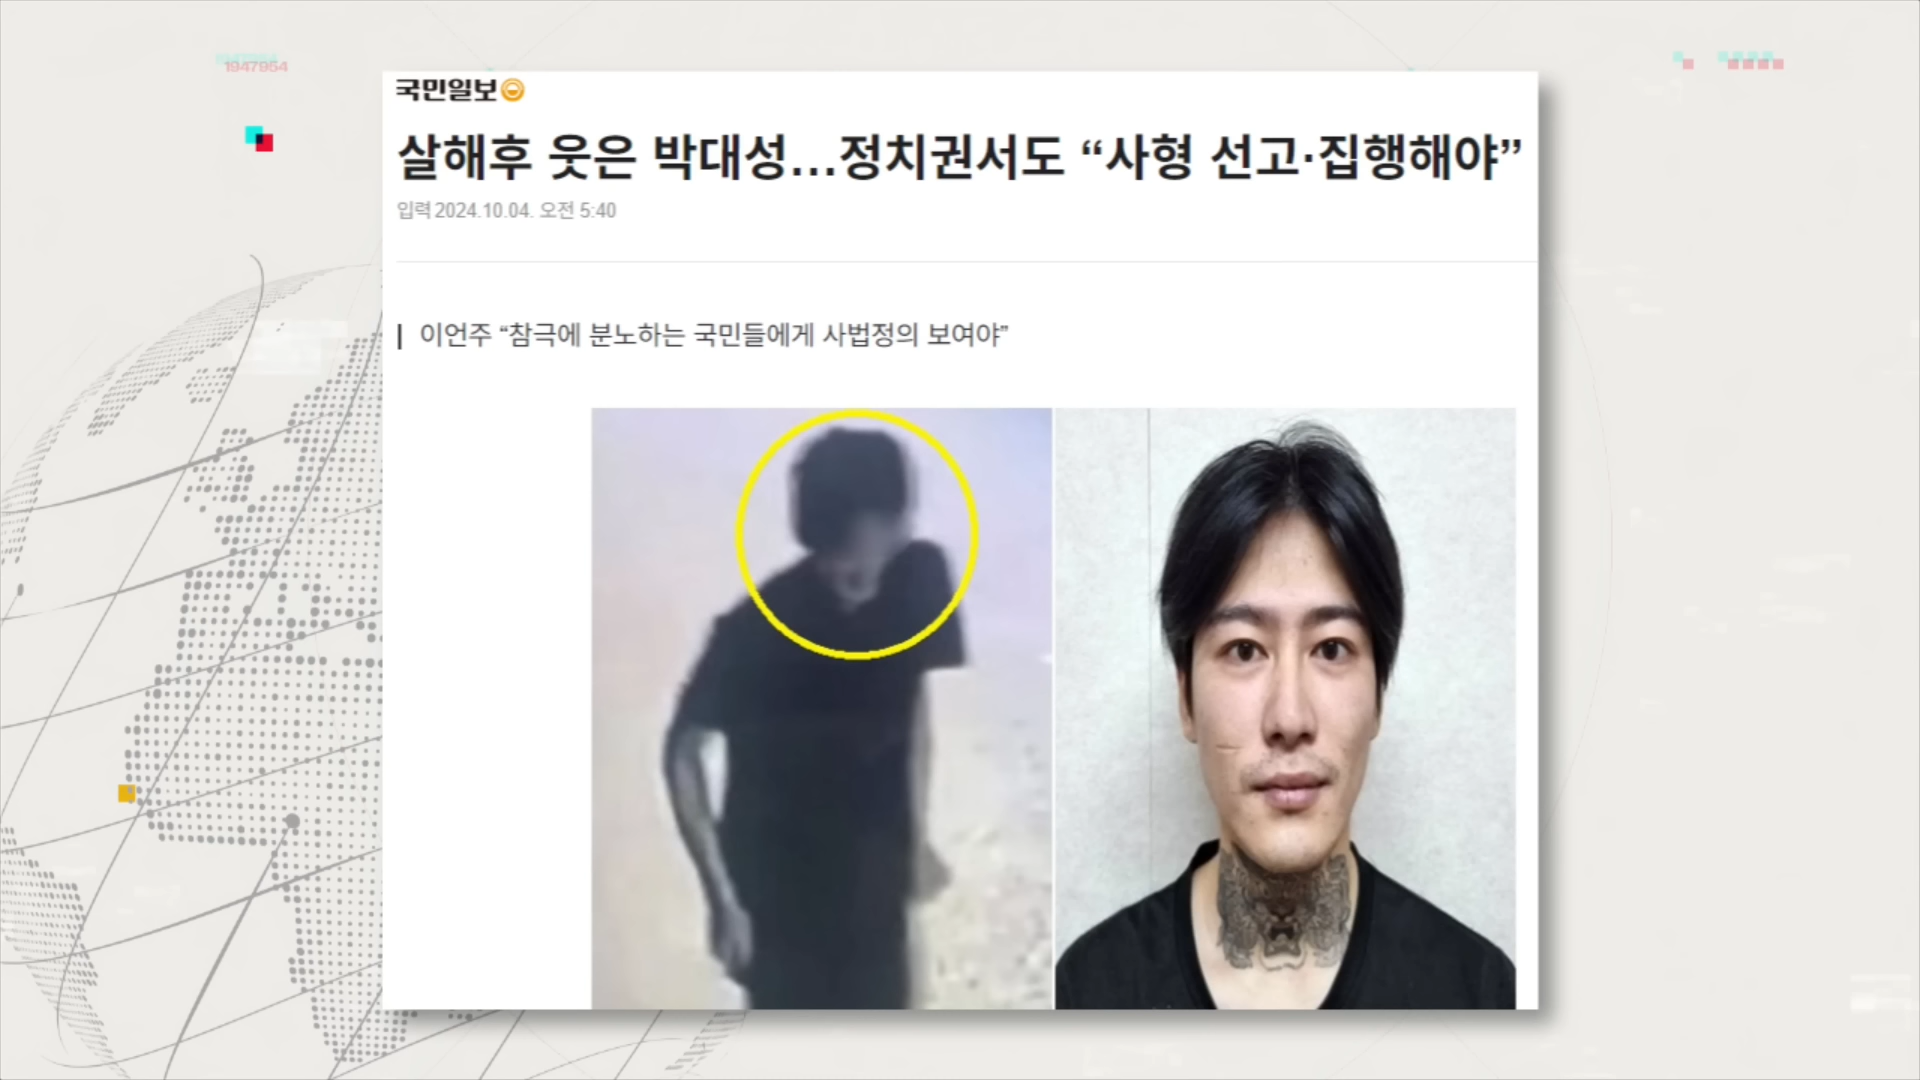 1947954
국민일보
살해후 웃은 박대성…정치권서도 “사형 선고·집행해야”
입력 2024.10.04. 오전 5:40
이언주 “참극에 분노하는 국민들에게 사법정의 보여야”